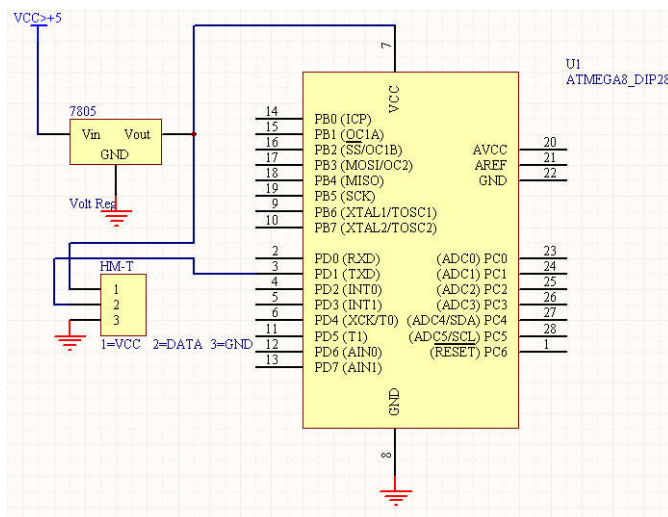 VCC>+5
7805
Vin Vout
GND
Volt Reg
HM-T
1
2
3
1=VCC 2=DATA 3=GND
U1
ATMEGA8_DIP28
7
VCC
14 PB0 (ICP)
15 PB1 (OC1A)
16 PB2 (SS/OC1B)
17 PB3 (MOSI/OC2)
18 PB4 (MISO)
19 PB5 (SCK)
9 PB6 (XTAL1/TOSC1)
10 PB7 (XTAL2/TOSC2)
2 PD0 (RXD)
3 PD1 (TXD)
4 PD2 (INT0)
5 PD3 (INT1)
6 PD4 (XCK/T0)
11 PD5 (T1)
12 PD6 (AIN0)
13 PD7 (AIN1)
AVCC 20
AREF 21
GND 22
(ADC0) PC0 23
(ADC1) PC1 24
(ADC2) PC2 25
(ADC3) PC3 26
(ADC4/SDA) PC4 27
(ADC5/SCL) PC5 28
(RESET) PC6 1
GND
8